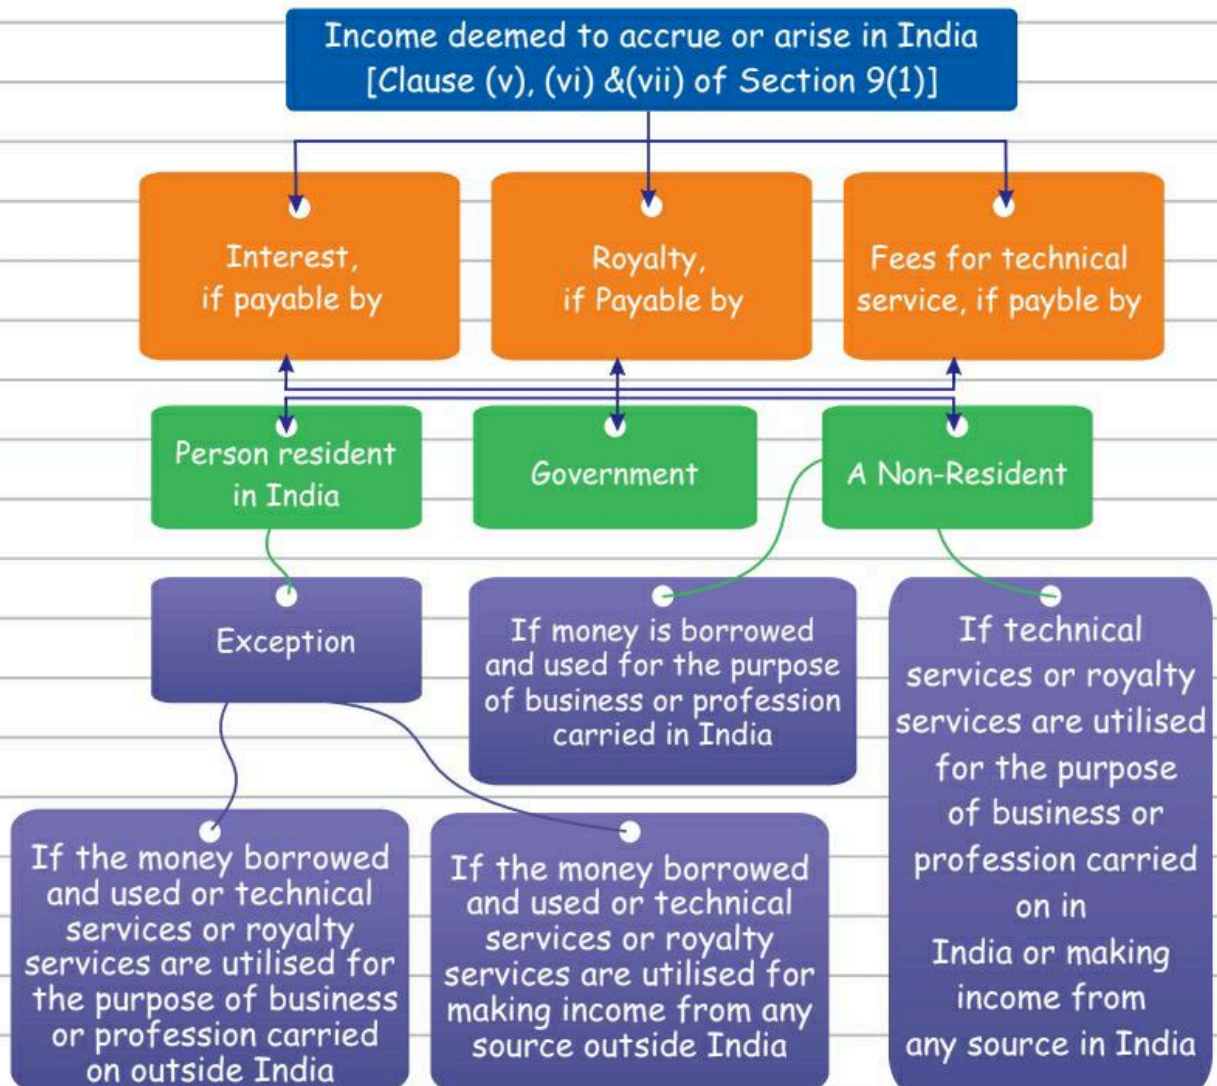 Income deemed to accrue or arise in India
[Clause (v), (vi) &(vii) of Section 9(1)]
Interest,
if payable by
Royalty,
if Payable by
Fees for technical
service, if payble by
Person resident
in India
Government
A Non-Resident
Exception
If money is borrowed
and used for the purpose
of business or profession
carried in India
If technical
services or royalty
services are utilised
for the purpose
of business or
profession carried
on in
India or making
income from
any source in India
If the money borrowed
and used or technical
services or royalty
services are utilised for
the purpose of business
or profession carried
on outside India
If the money borrowed
and used or technical
services or royalty
services are utilised for
making income from any
source outside India